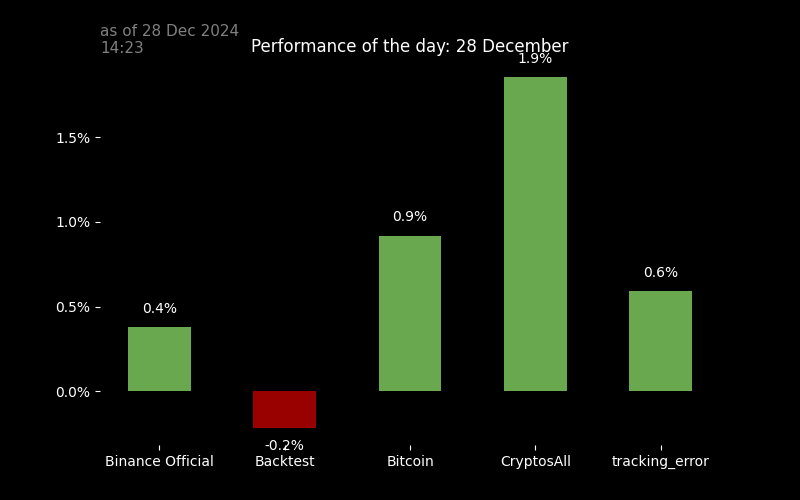 as of 28 Dec 2024
14:23
Performance of the day: 28 December
1.9%
1.5%
1.0%
0.9%
0.6%
0.5%
0.4%
0.0%
-0.2%
Binance Official
Backtest
Bitcoin
CryptosAll
tracking_error